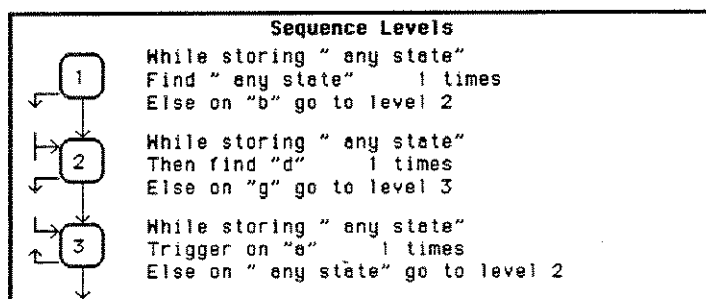 Sequence Levels
While storing " any state"
1 Find " any state" 1 times
Else on "b" go to level 2
While storing " any state"
2 Then find "d" 1 times
Else on "g" go to level 3
While storing " any state"
3 Trigger on "a" 1 times
Else on " any state" go to level 2